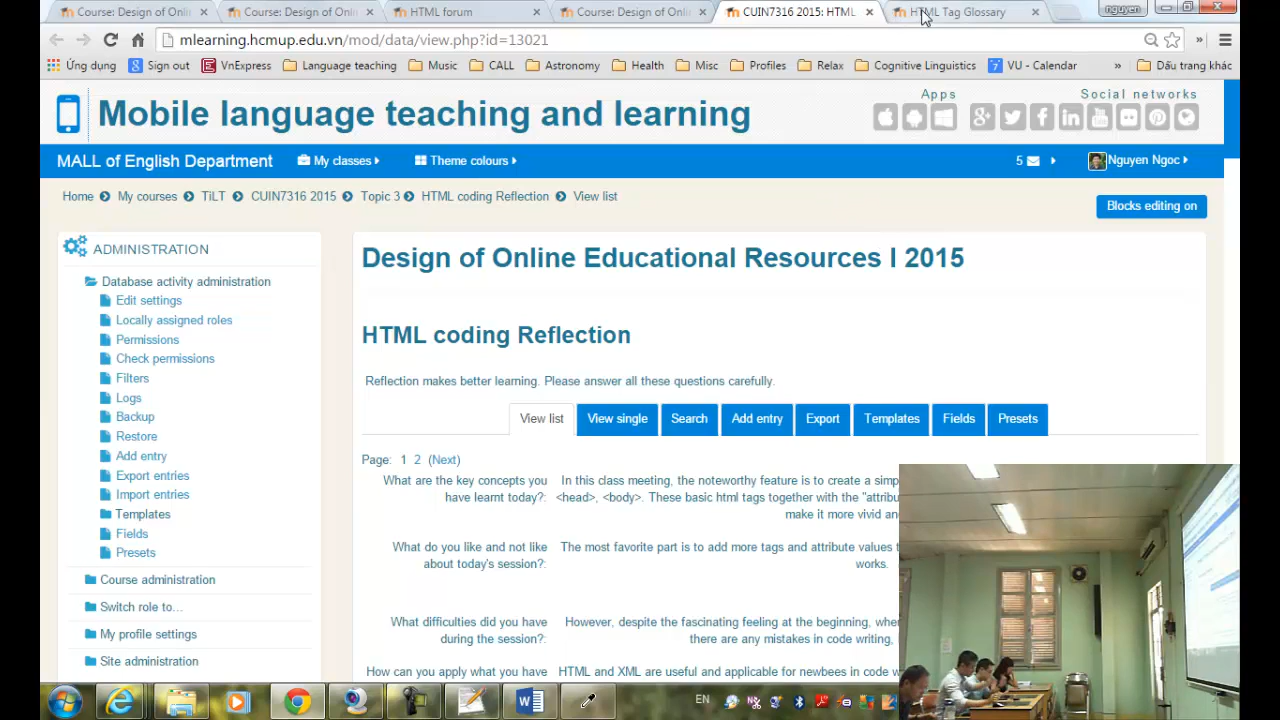 Course: Design of Onli
Course: Design of Onli
HTML forum
Course: Design of Onli
CUIN7316 2015: HTML
HTML Tag Glossary
nguyen
mlearning.hcmup.edu.vn/mod/data/view.php?id=13021
Ứng dụng
Sign out
VnExpress
Language teaching
Music
CALL
Astronomy
Health
Misc
Profiles
Relax
Cognitive Linguistics
7 VU - Calendar
»
Dấu trang khác
Mobile language teaching and learning
Apps
Social networks
MALL of English Department
My classes
Theme colours
5
Nguyen Ngoc
Home My courses TiLT CUIN7316 2015 Topic 3 HTML coding Reflection View list
Blocks editing on
ADMINISTRATION
Database activity administration
Edit settings
Locally assigned roles
Permissions
Check permissions
Filters
Logs
Backup
Restore
Add entry
Export entries
Import entries
Templates
Fields
Presets
Course administration
Switch role to...
My profile settings
Site administration
Design of Online Educational Resources I 2015
HTML coding Reflection
Reflection makes better learning. Please answer all these questions carefully.
View list
View single
Search
Add entry
Export
Templates
Fields
Presets
Page: 1 2 (Next)
What are the key concepts you
have learnt today?:
In this class meeting, the noteworthy feature is to create a simp
<head>, <body>. These basic html tags together with the "attribu
make it more vivid an
What do you like and not like
about today's session?:
The most favorite part is to add more tags and attribute values t
works.
What difficulties did you have
during the session?:
However, despite the fascinating feeling at the beginning, whe
there are any mistakes in code writing,
How can you apply what you have
HTML and XML are useful and applicable for newbees in code w
EN